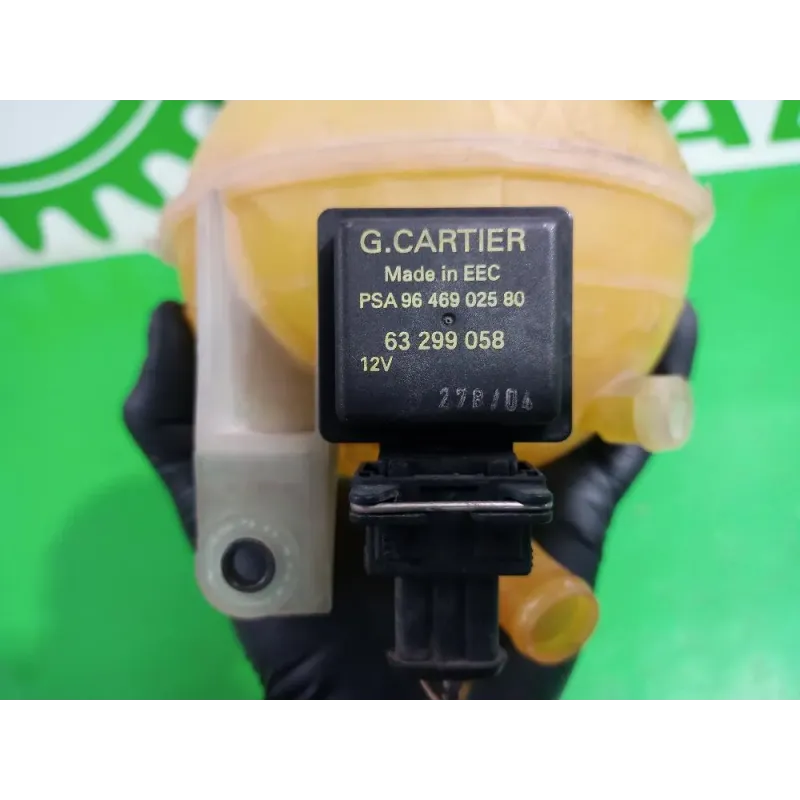 G.CARTIER
Made in EEC
PSA 96 469 025 80
63 299 058
12V